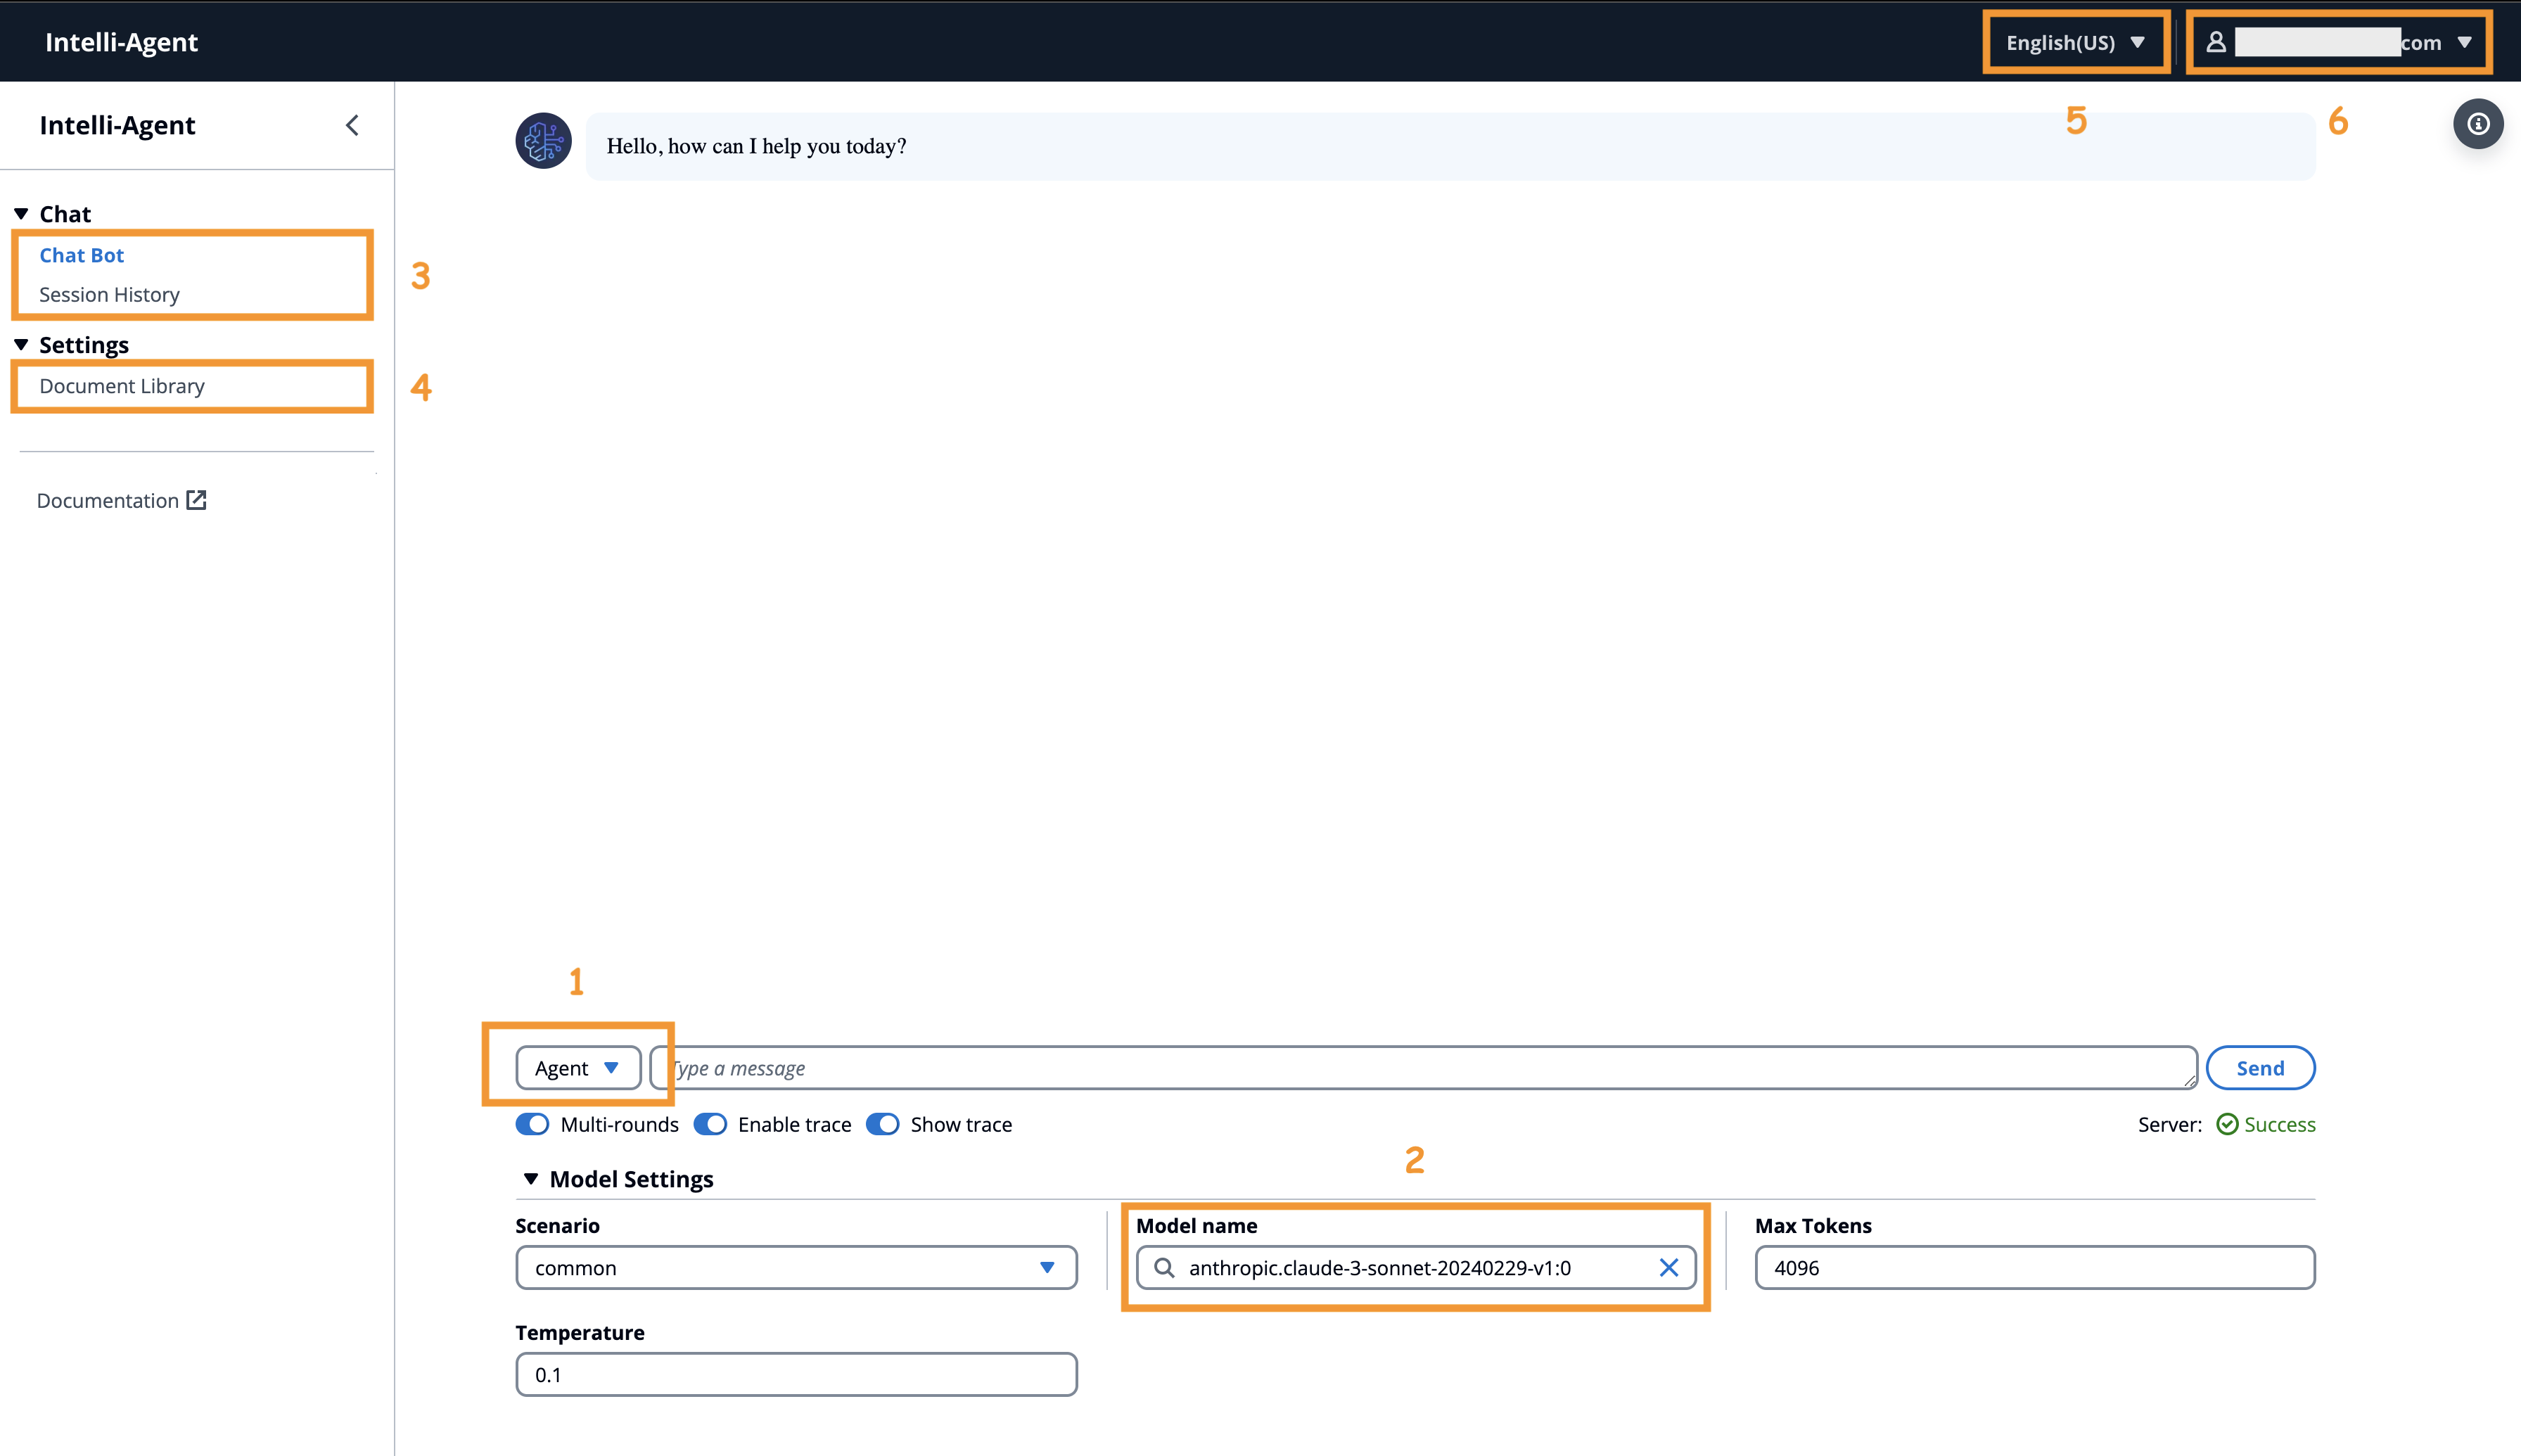 Intelli-Agent
English(US)
com
5
6
Intelli-Agent
Hello, how can I help you today?
Chat
Chat Bot
Session History
3
Settings
Document Library
4
Documentation
1
Agent
Type a message
Send
Multi-rounds
Enable trace
Show trace
Server:
Success
2
Model Settings
Scenario
common
Model name
anthropic.claude-3-sonnet-20240229-v1:0
Max Tokens
4096
Temperature
0.1